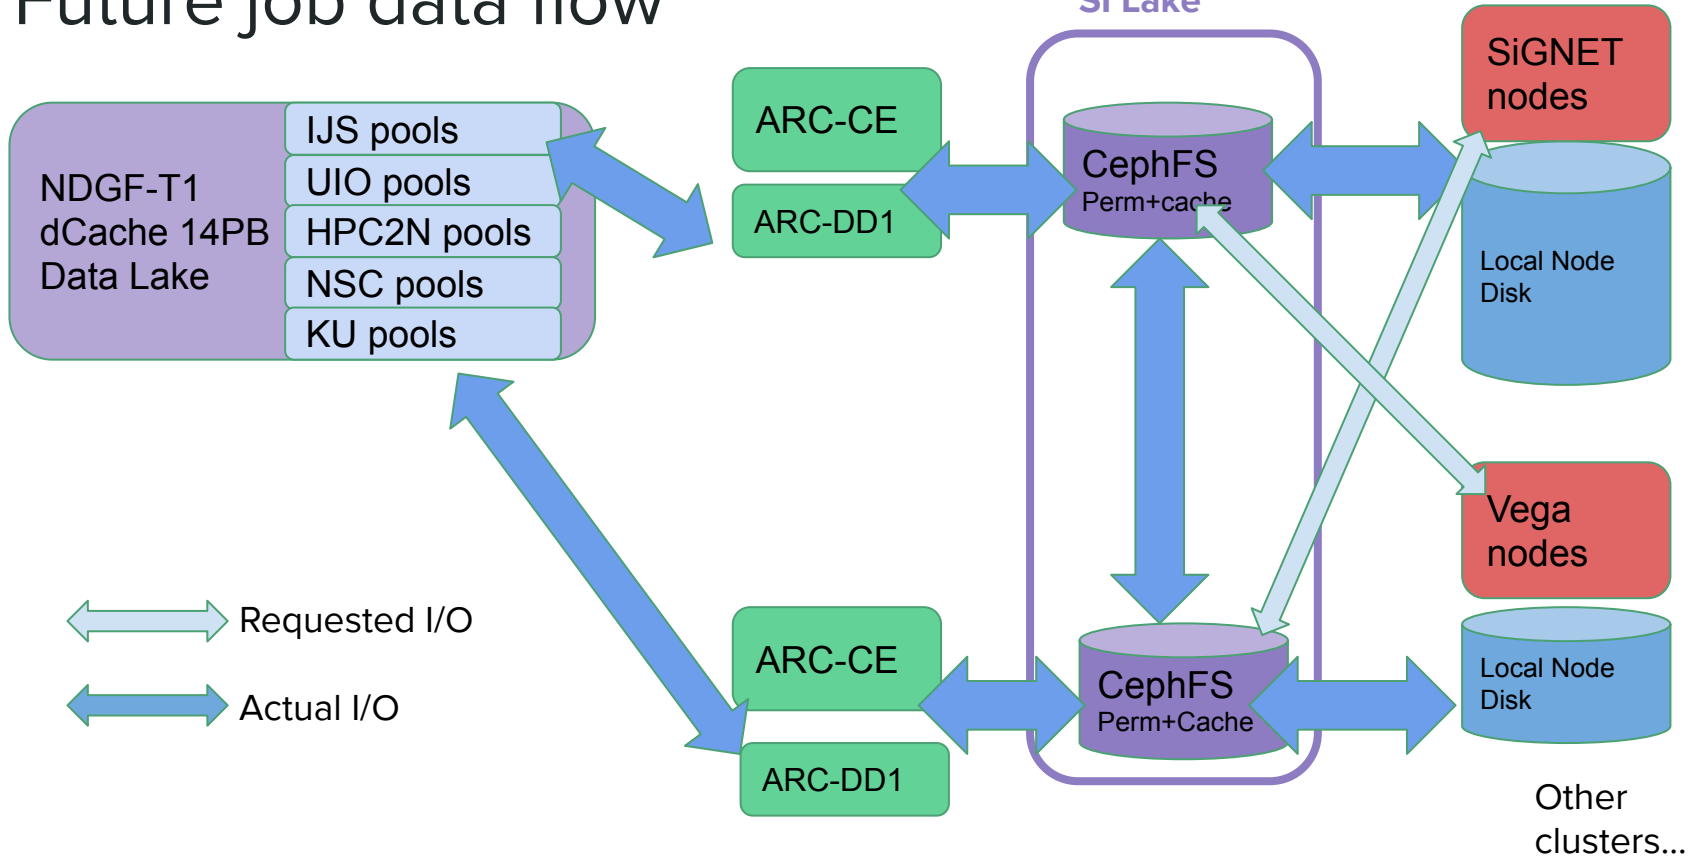 Future job data flow
SI Lake
NDGF-T1
dCache 14PB
Data Lake
IJS pools
UIO pools
HPC2N pools
NSC pools
KU pools
ARC-CE
ARC-DD1
CephFS
Perm+cache
SiGNET
nodes
Local Node
Disk
Vega
nodes
Requested I/O
Actual I/O
ARC-CE
ARC-DD1
CephFS
Perm+Cache
Local Node
Disk
Other
clusters...